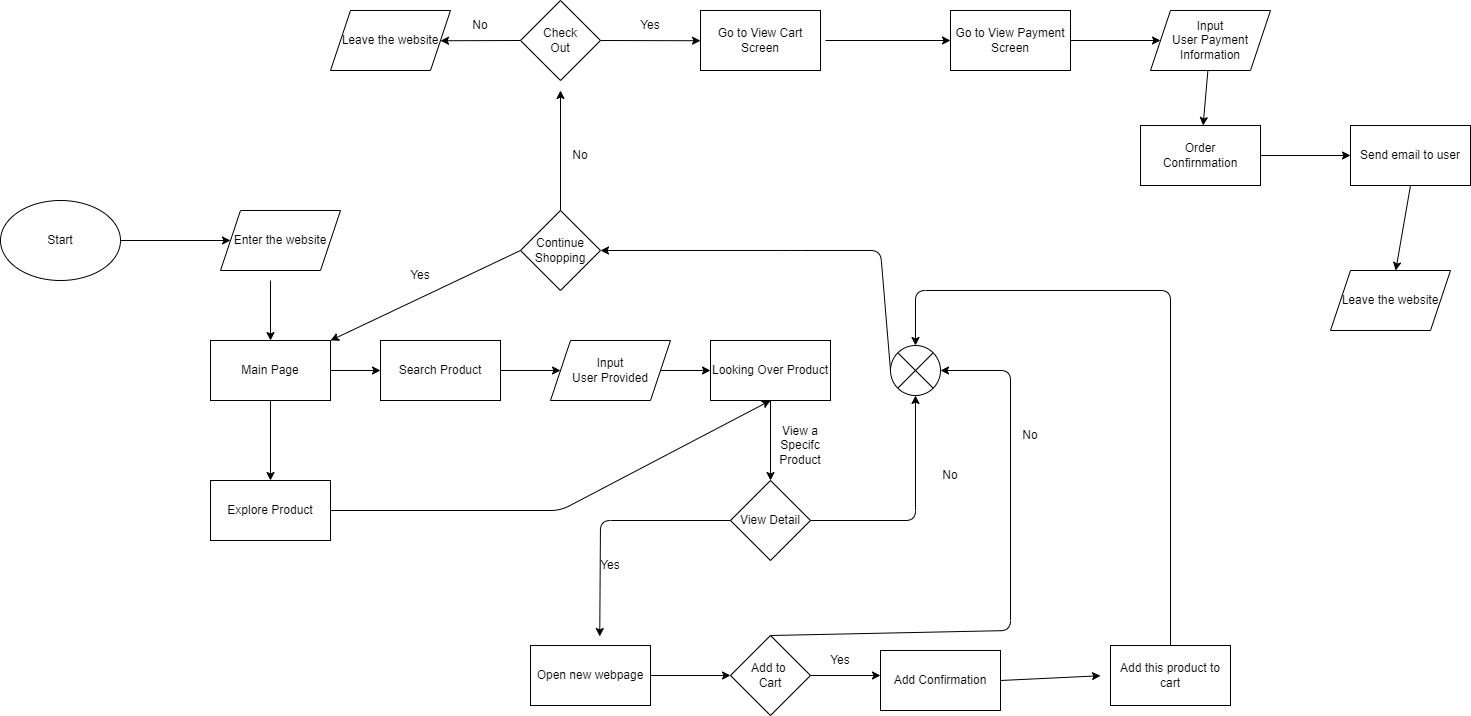 No
Yes
Leave the website
Check
Out
Go to View Cart
Screen
Go to View Payment
Screen
Input
User Payment
Information
No
Order
Confirnmation
Send email to user
Start
Enter the website
Continue
Shopping
Yes
Leave the website
Main Page
Search Product
Input
User Provided
Looking Over Product
View a
Specifc
Product
No
No
Explore Product
View Detail
Yes
Open new webpage
Add to
Cart
Yes
Add Confirmation
Add this product to
cart